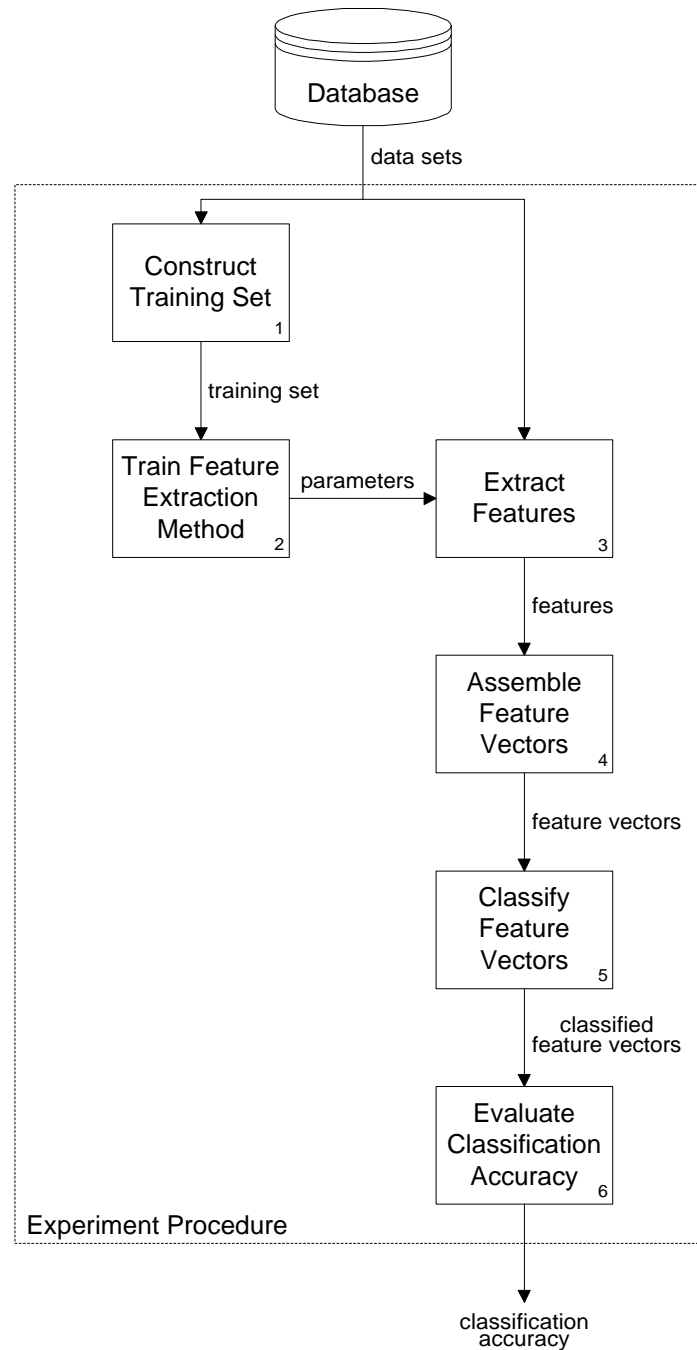 Database
data sets
Construct
Training Set
1
training set
Train Feature
Extraction
Method
2
parameters
Extract
Features
3
features
Assemble
Feature
Vectors
4
feature vectors
Classify
Feature
Vectors
5
classified
feature vectors
Evaluate
Classification
Accuracy
6
Experiment Procedure
classification
accuracy